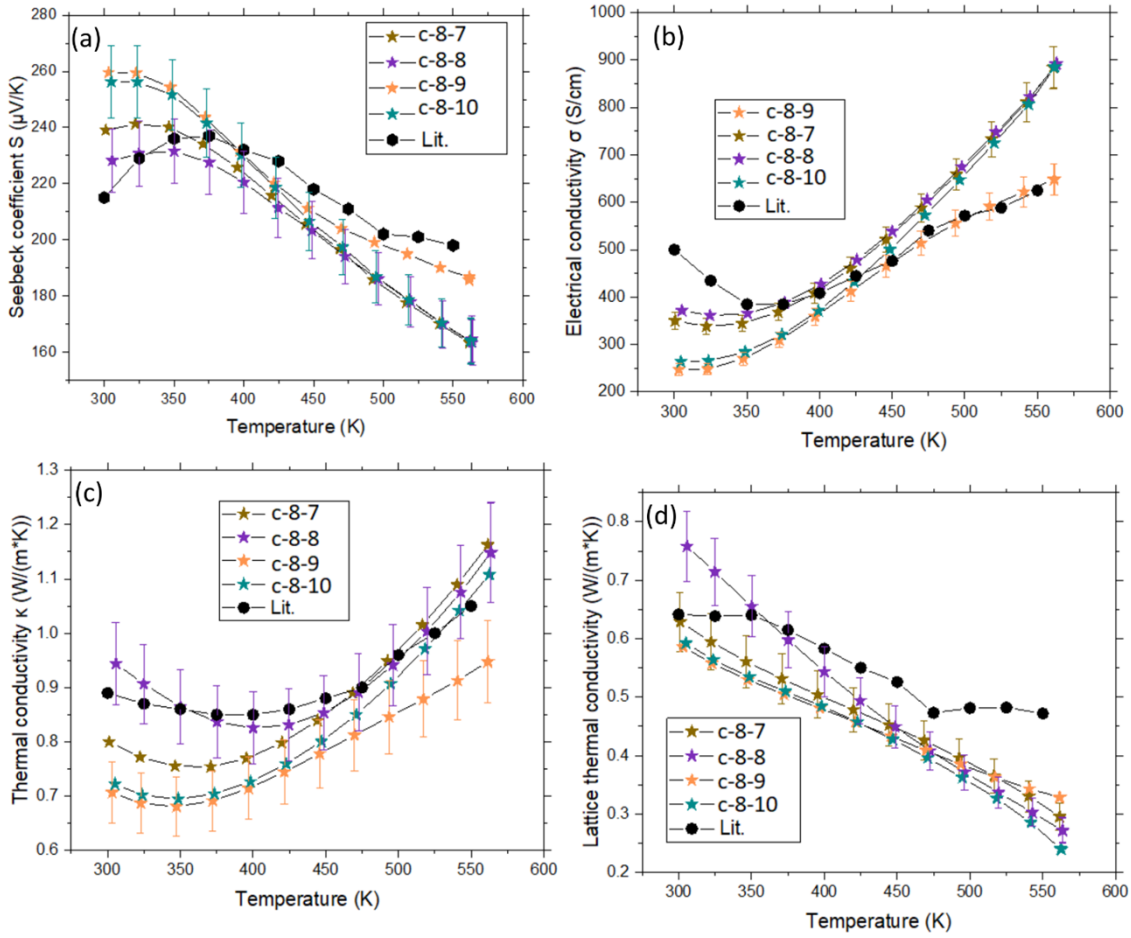 (a)
c-8-7
c-8-8
c-8-9
c-8-10
Lit.
280
260
240
220
200
180
160
300 350 400 450 500 550 600
Seebeck coefficient S (µV/K)
Temperature (K)
(b)
c-8-9
c-8-7
c-8-8
c-8-10
Lit.
1000
900
800
700
600
500
400
300
200
300 350 400 450 500 550 600
Electrical conductivity σ (S/cm)
Temperature (K)
(c)
c-8-7
c-8-8
c-8-9
c-8-10
Lit.
1.3
1.2
1.1
1.0
0.9
0.8
0.7
0.6
300 350 400 450 500 550 600
Thermal conductivity κ (W/(m*K))
Temperature (K)
(d)
c-8-7
c-8-8
c-8-9
c-8-10
Lit.
0.8
0.7
0.6
0.5
0.4
0.3
0.2
300 350 400 450 500 550 600
Lattice thermal conductivity (W/(m*K))
Temperature (K)